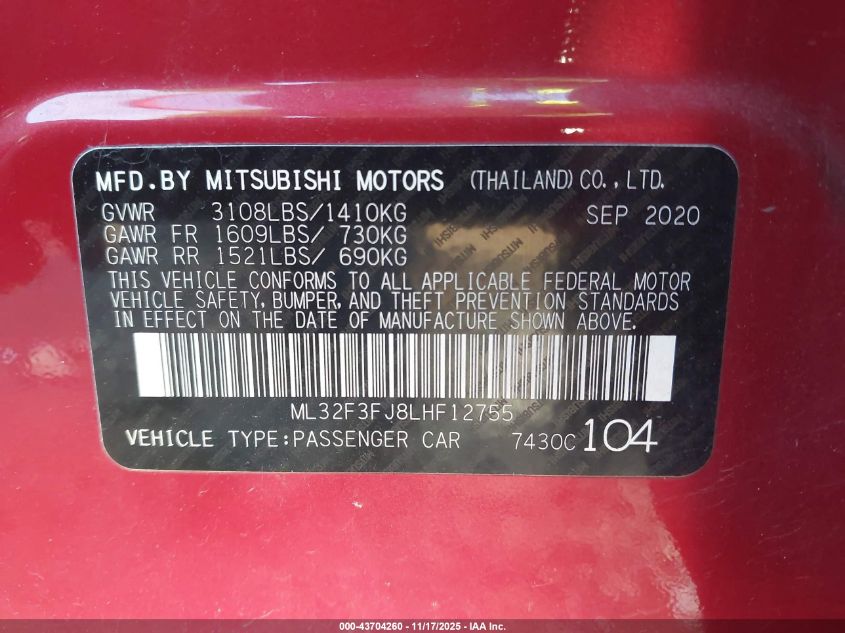 MFD.BY MITSUBISHI MOTORS (THAILAND) CO., LTD.
GVWR 3108LBS/1410KG SEP 2020
GAWR FR 1609LBS/ 730KG
GAWR RR 1521LBS/ 690KG
THIS VEHICLE CONFORMS TO ALL APPLICABLE FEDERAL MOTOR
VEHICLE SAFETY, BUMPER, AND THEFT PREVENTION STANDARDS
IN EFFECT ON THE DATE OF MANUFACTURE SHOWN ABOVE.
ML32F3FJ8LHF12755
VEHICLE TYPE:PASSENGER CAR 7430C 104
000-43704260 - 11/17/2025 - IAA Inc.